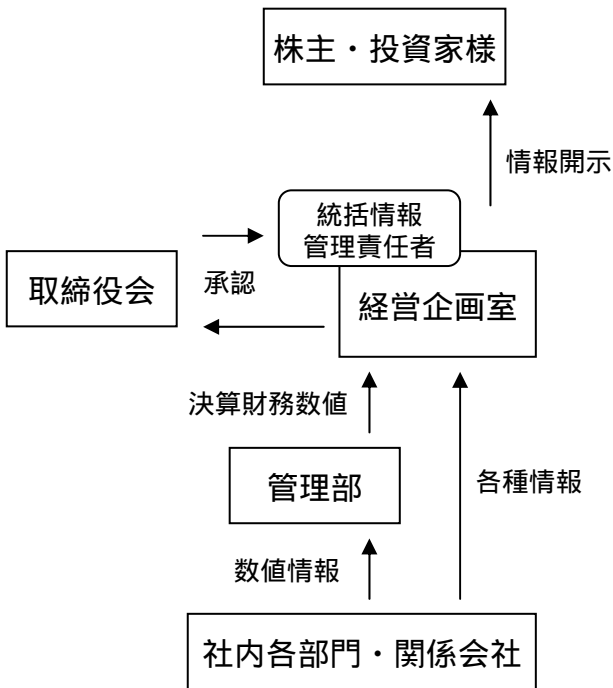 株主・投資家様
情報開示
統括情報
管理責任者
取締役会
承認
経営企画室
決算財務数値
管理部
各種情報
数値情報
社内各部門・関係会社